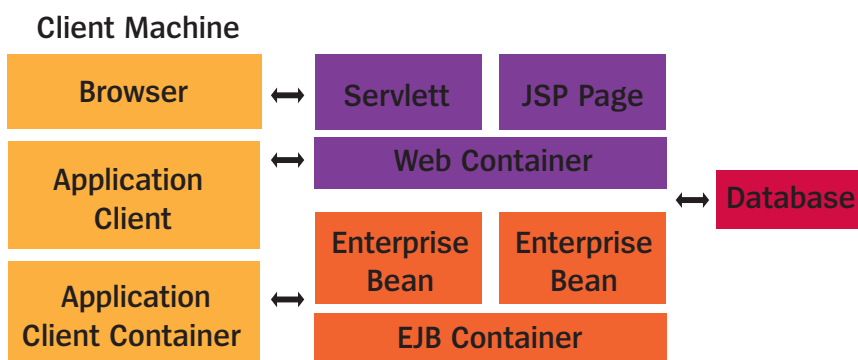 Client Machine
Browser
Servlett
JSP Page
Application
Client
Web Container
Database
Enterprise
Bean
Enterprise
Bean
Application
Client Container
EJB Container